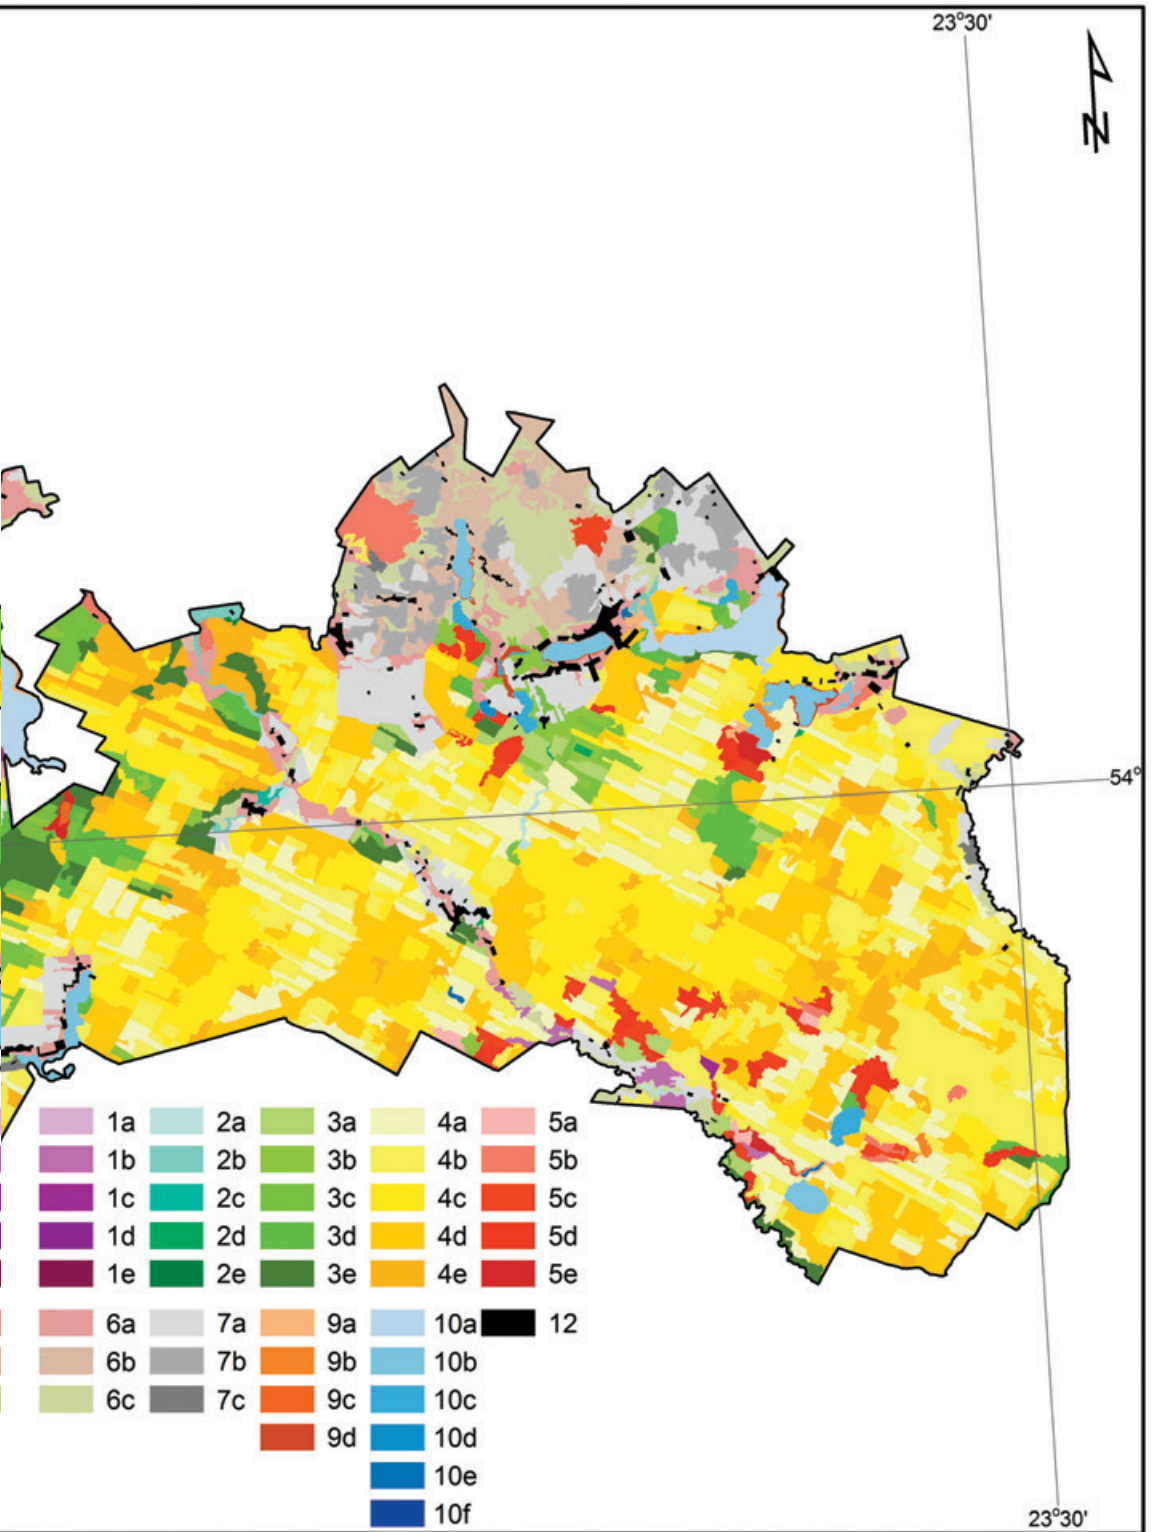 23°30'
N
54°
1a 2a 3a 4a 5a
1b 2b 3b 4b 5b
1c 2c 3c 4c 5c
1d 2d 3d 4d 5d
1e 2e 3e 4e 5e
6a 7a 9a 10a 12
6b 7b 9b 10b
6c 7c 9c 10c
9d 10d
10e
10f
23°30'